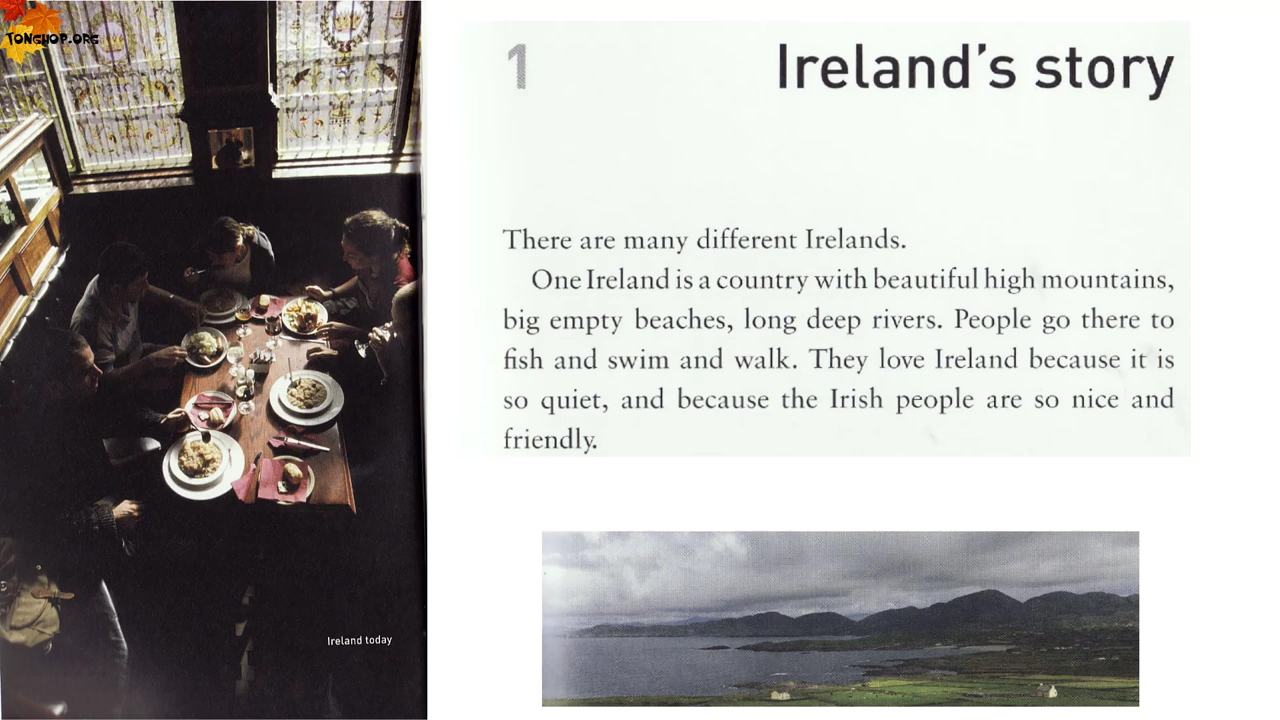 TONGHOP.ORG
Ireland today
1
Ireland's story
There are many different Irelands.
One Ireland is a country with beautiful high mountains,
big empty beaches, long deep rivers. People go there to
fish and swim and walk. They love Ireland because it is
so quiet, and because the Irish people are so nice and
friendly.